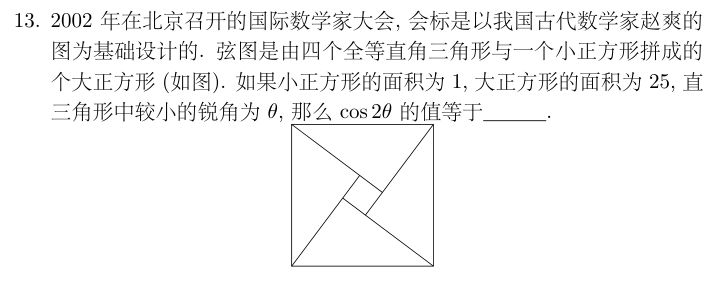 13. 2002 年在北京召开的国际数学家大会, 会标是以我国古代数学家赵爽的
图为基础设计的. 弦图是由四个全等直角三角形与一个小正方形拼成的
个大正方形 (如图). 如果小正方形的面积为 1, 大正方形的面积为 25, 直
三角形中较小的锐角为 θ, 那么 cos 2θ 的值等于______.